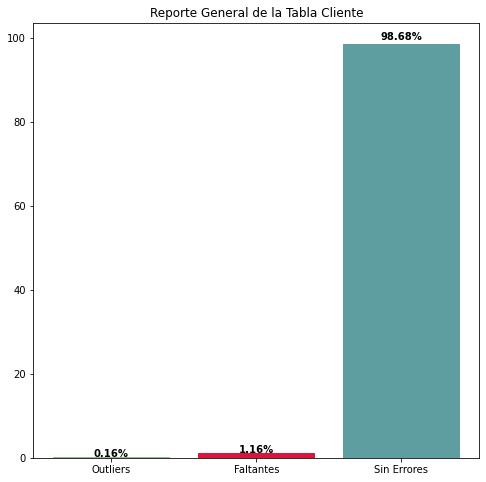 Reporte General de la Tabla Cliente
100
80
60
40
20
0
0.16%
1.16%
98.68%
Outliers
Faltantes
Sin Errores